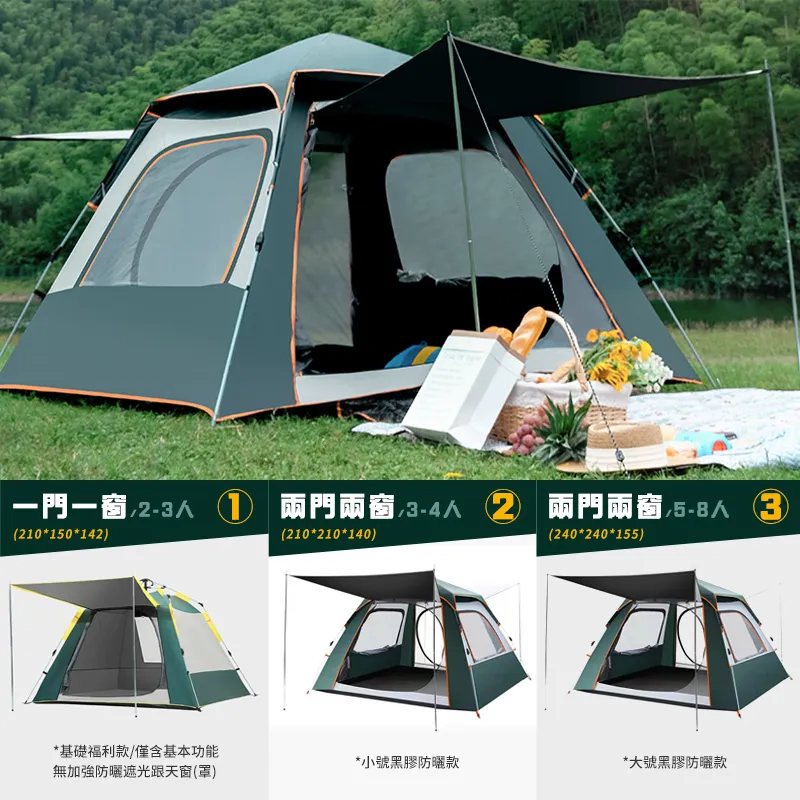 一門一窗/2-3人 1
(210*150*142)
*基礎福利款/僅含基本功能
無加強防曬遮光跟天窗(罩)
兩門兩窗/3-4人 2
(210*210*140)
*小號黑膠防曬款
兩門兩窗/5-8人 3
(240*240*155)
*大號黑膠防曬款